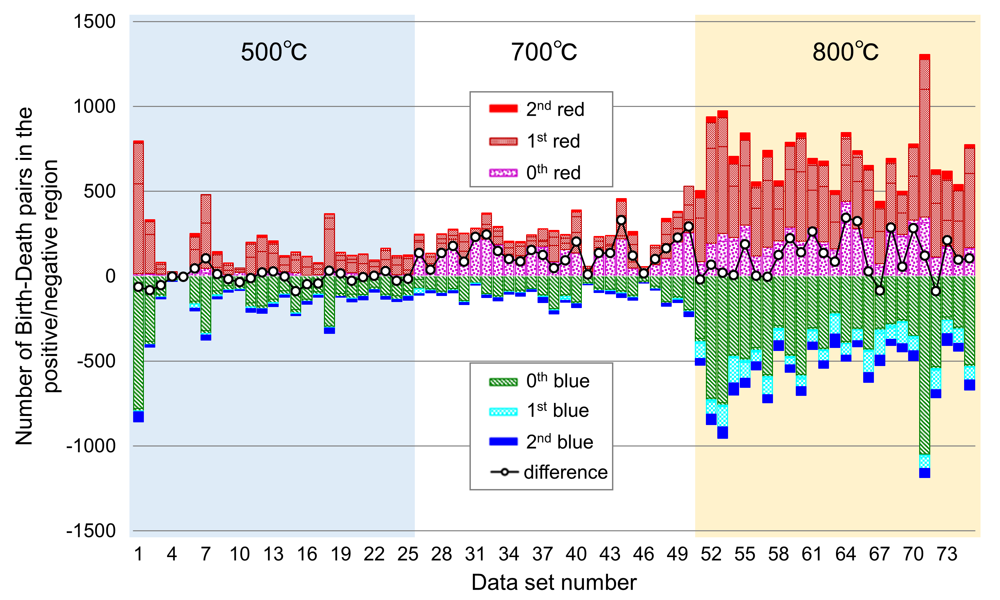 Number of Birth-Death pairs in the
positive/negative region
1500
1000
500
0
-500
-1000
-1500
500℃
700℃
800℃
2nd red
1st red
0th red
0th blue
1st blue
2nd blue
difference
1 4 7 10 13 16 19 22 25 28 31 34 37 40 43 46 49 52 55 58 61 64 67 70 73
Data set number